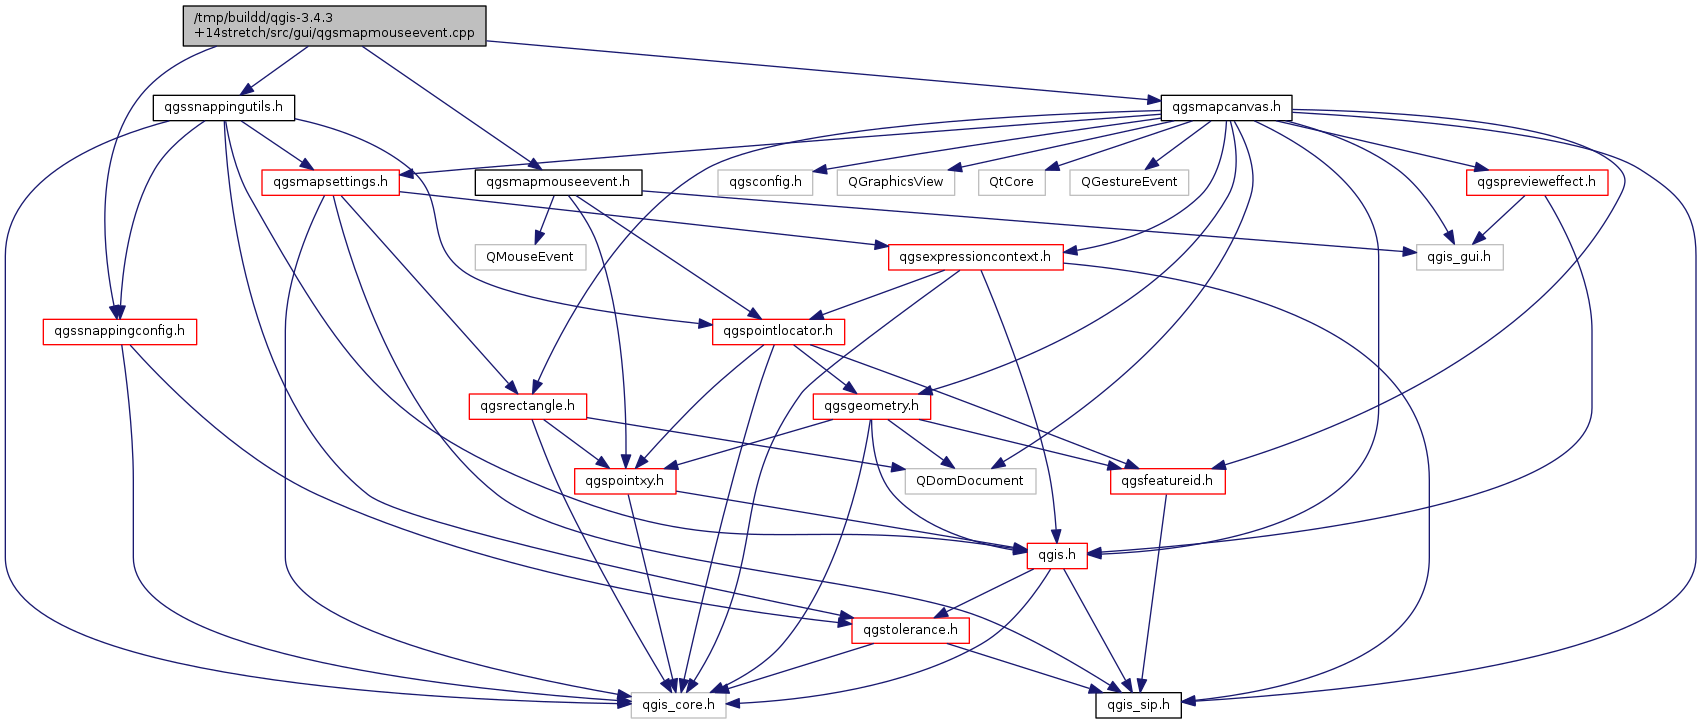 /tmp/buildd/qgis-3.4.3
+14stretch/src/gui/qgsmapmouseevent.cpp
qgssnappingutils.h
qgsmapcanvas.h
qgsmapsettings.h
qgsmapmouseevent.h
qgsconfig.h
QGraphicsView
QtCore
QGestureEvent
qgsprevieweffect.h
QMouseEvent
qgsexpressioncontext.h
qgis_gui.h
qgssnappingconfig.h
qgspointlocator.h
qgsrectangle.h
qgsgeometry.h
qgspointxy.h
QDomDocument
qgsfeatureid.h
qgis.h
qgstolerance.h
qgis_core.h
qgis_sip.h